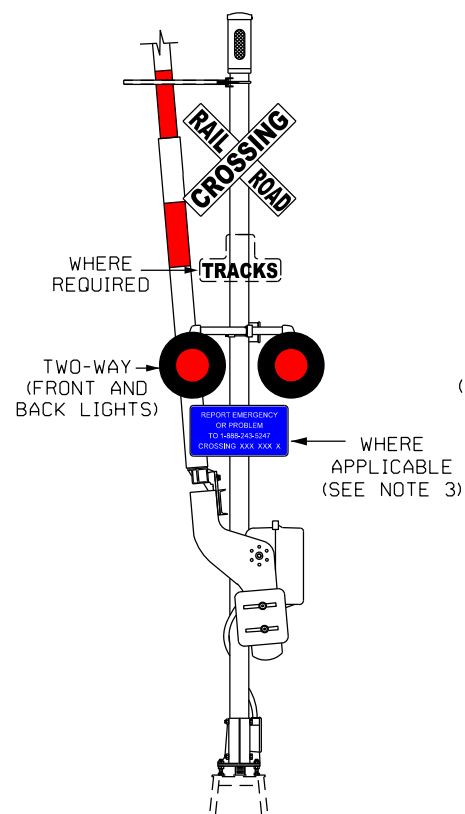 RAIL
ROAD
CROSSING
WHERE
REQUIRED
TRACKS
TWO-WAY
(FRONT AND
BACK LIGHTS)
REPORT EMERGENCY
OR PROBLEM
TO 1-888-243-5247
CROSSING XXX XXX X
WHERE
APPLICABLE
(SEE NOTE 3)
(